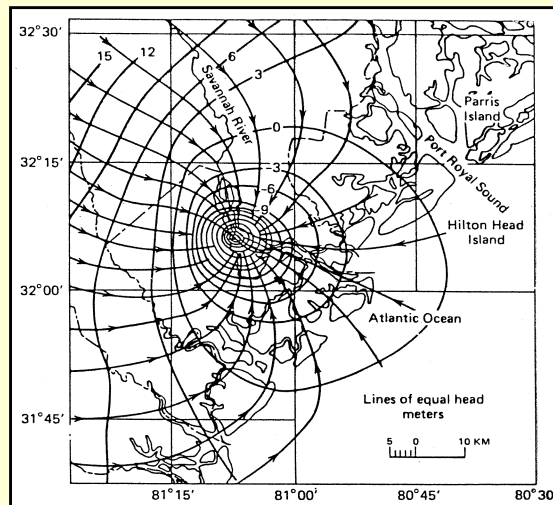 32°30'
15
12
6
3
Savannah River
Parris
Island
0
Port Royal Sound
32°15'
-3
-6
-9
Hilton Head
Island
32°00'
Atlantic Ocean
Lines of equal head
meters
31°45'
5 0 10 KM
81°15'
81°00'
80°45'
80°30